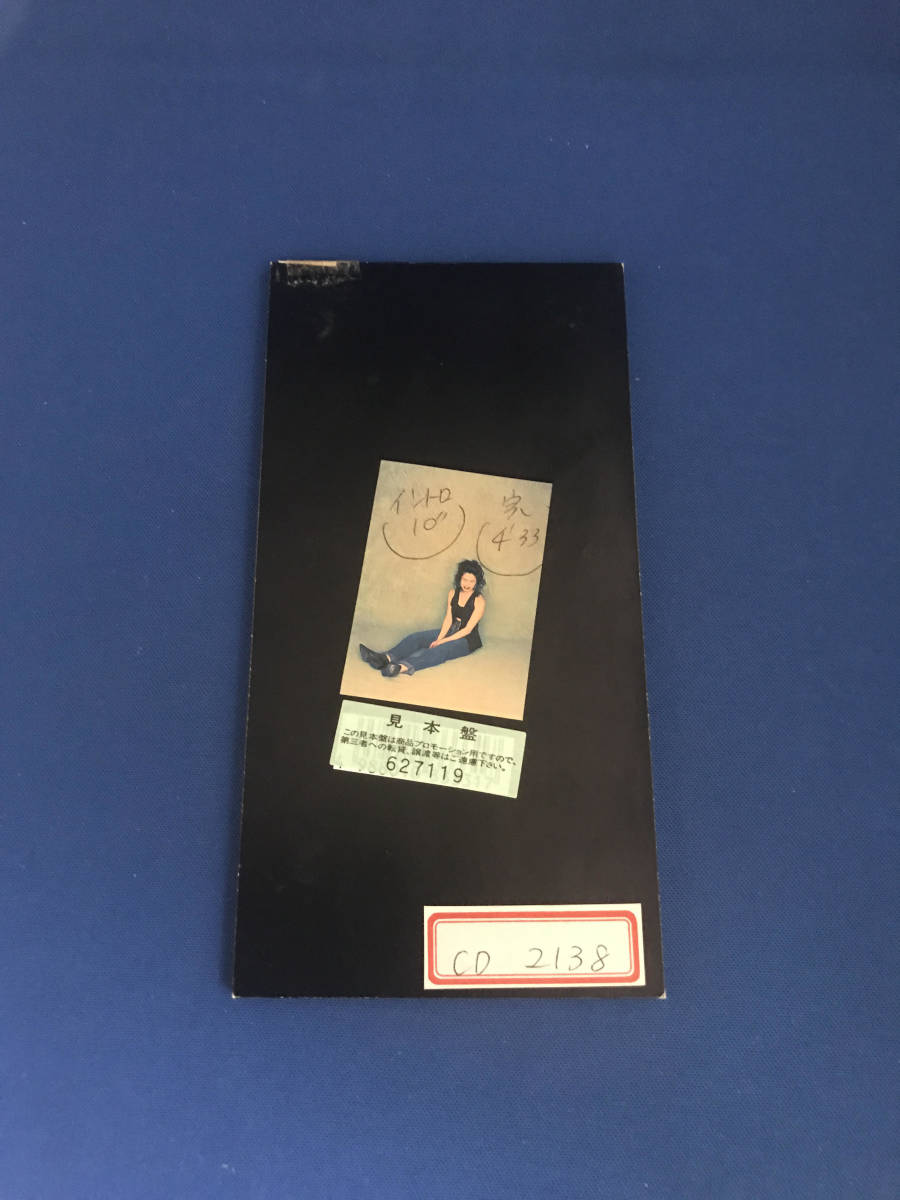 イントロ 完
10" 4'33
見本盤
この見本盤は商品プロモーション用ですので、
第三者への転貸、譲渡等はご遠慮下さい。
627119
CD 2138